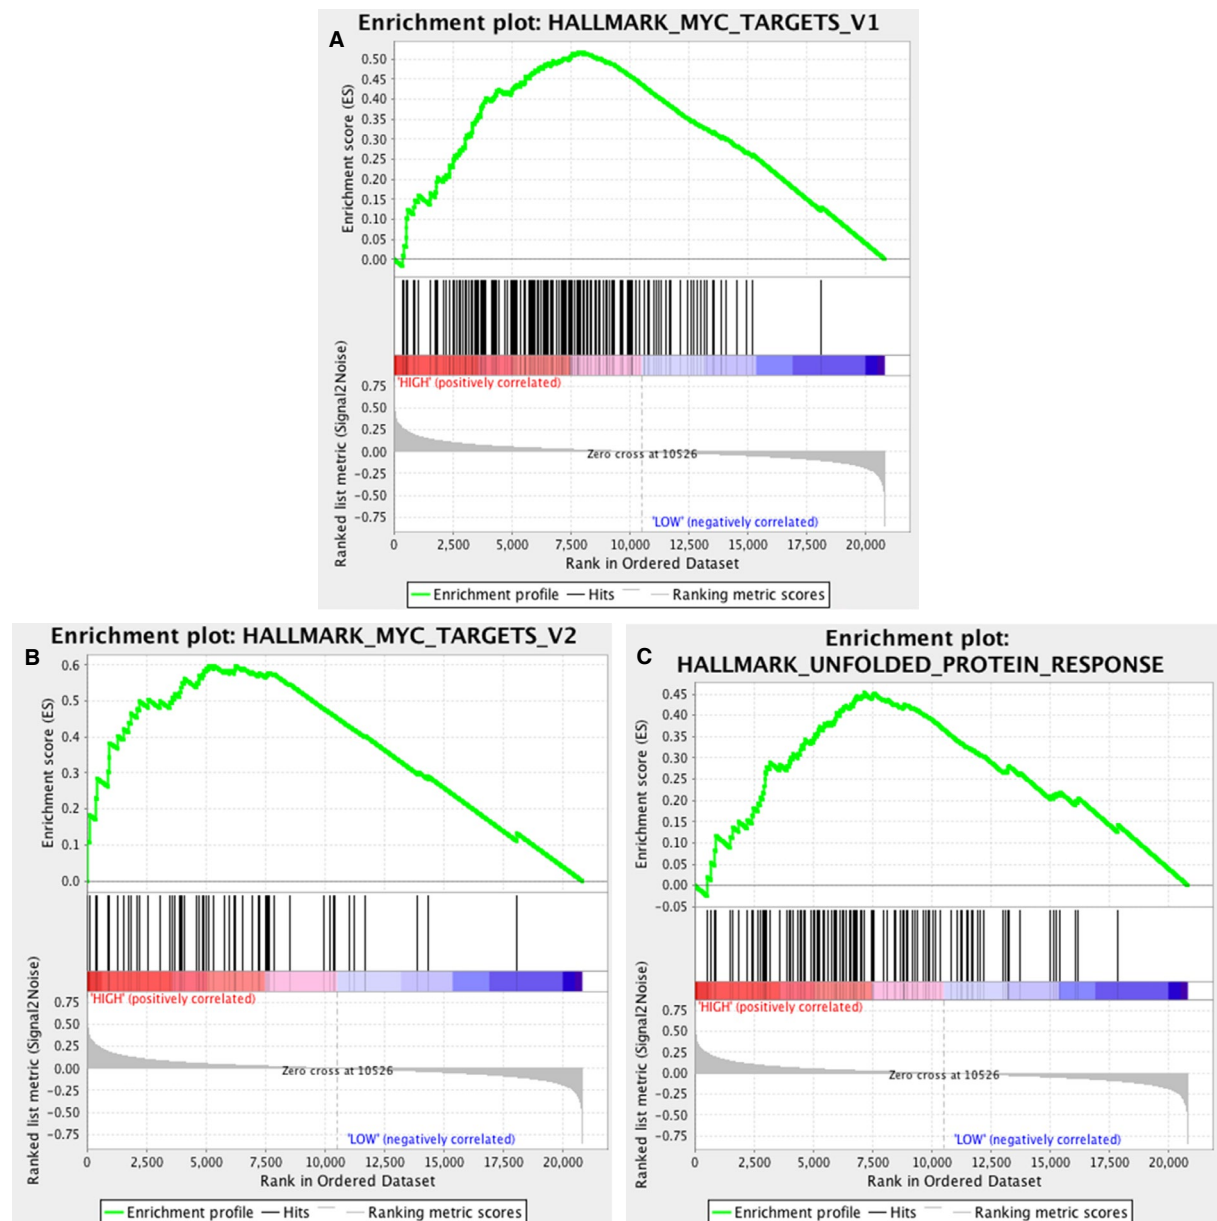 A
Enrichment plot: HALLMARK_MYC_TARGETS_V1
Enrichment score (ES)
0.50
0.45
0.40
0.35
0.30
0.25
0.20
0.15
0.10
0.05
0.00
Ranked list metric (Signal2Noise)
'HIGH' (positively correlated)
0.75
0.50
0.25
0.00
-0.25
-0.50
-0.75
Zero cross at 10526
'LOW' (negatively correlated)
0 2,500 5,000 7,500 10,000 12,500 15,000 17,500 20,000
Rank in Ordered Dataset
Enrichment profile Hits Ranking metric scores
B
Enrichment plot: HALLMARK_MYC_TARGETS_V2
Enrichment score (ES)
0.6
0.5
0.4
0.3
0.2
0.1
0.0
Ranked list metric (Signal2Noise)
'HIGH' (positively correlated)
0.75
0.50
0.25
0.00
-0.25
-0.50
-0.75
Zero cross at 10526
'LOW' (negatively correlated)
0 2,500 5,000 7,500 10,000 12,500 15,000 17,500 20,000
Rank in Ordered Dataset
Enrichment profile Hits Ranking metric scores
C
Enrichment plot:
HALLMARK_UNFOLDED_PROTEIN_RESPONSE
Enrichment score (ES)
0.45
0.40
0.35
0.30
0.25
0.20
0.15
0.10
0.05
0.00
-0.05
Ranked list metric (Signal2Noise)
'HIGH' (positively correlated)
0.75
0.50
0.25
0.00
-0.25
-0.50
-0.75
Zero cross at 10526
'LOW' (negatively correlated)
0 2,500 5,000 7,500 10,000 12,500 15,000 17,500 20,000
Rank in Ordered Dataset
Enrichment profile Hits Ranking metric scores